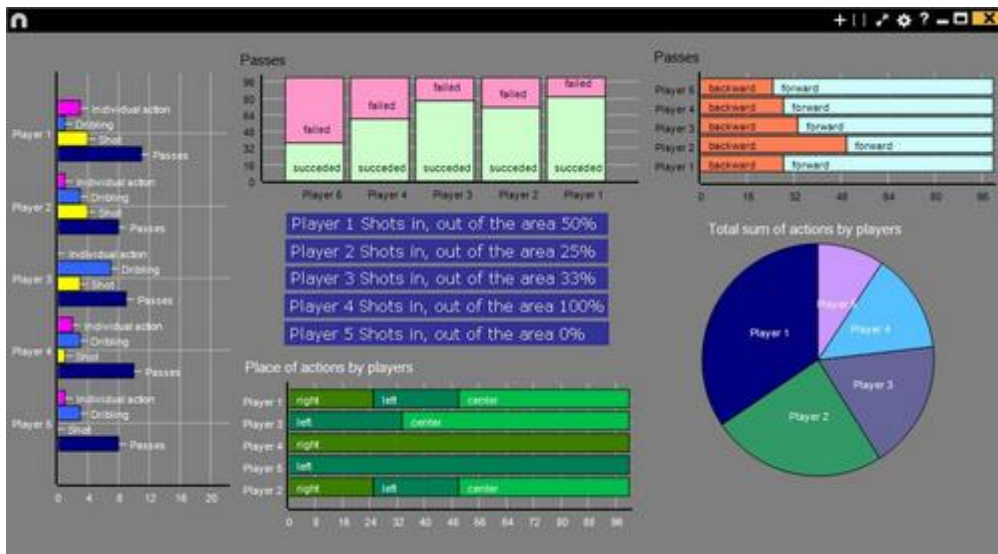 Player 1
Individual action
Dribling
Shot
Passes
Player 2
Individual action
Dribling
Shot
Passes
Player 3
Individual action
Dribling
Shot
Passes
Player 4
Individual action
Dribling
Shot
Passes
Player 5
Individual action
Dribling
Shot
Passes
0 4 8 12 16 20
Passes
96
80
64
48
32
16
0
failed failed failed failed failed
succeded succeded succeded succeded succeded
Player 5 Player 4 Player 3 Player 2 Player 1
Player 1 Shots in, out of the area 50%
Player 2 Shots in, out of the area 25%
Player 3 Shots in, out of the area 33%
Player 4 Shots in, out of the area 100%
Player 5 Shots in, out of the area 0%
Place of actions by players
Player 1 right left center
Player 3 left center
Player 4 right
Player 5 left
Player 2 right left center
0 8 16 24 32 40 48 56 64 72 80 88 96
Passes
Player 5 backward forward
Player 4 backward forward
Player 3 backward forward
Player 2 backward forward
Player 1 backward forward
0 16 32 48 64 80 96
Total sum of actions by players
Player 5
Player 4
Player 3
Player 2
Player 1